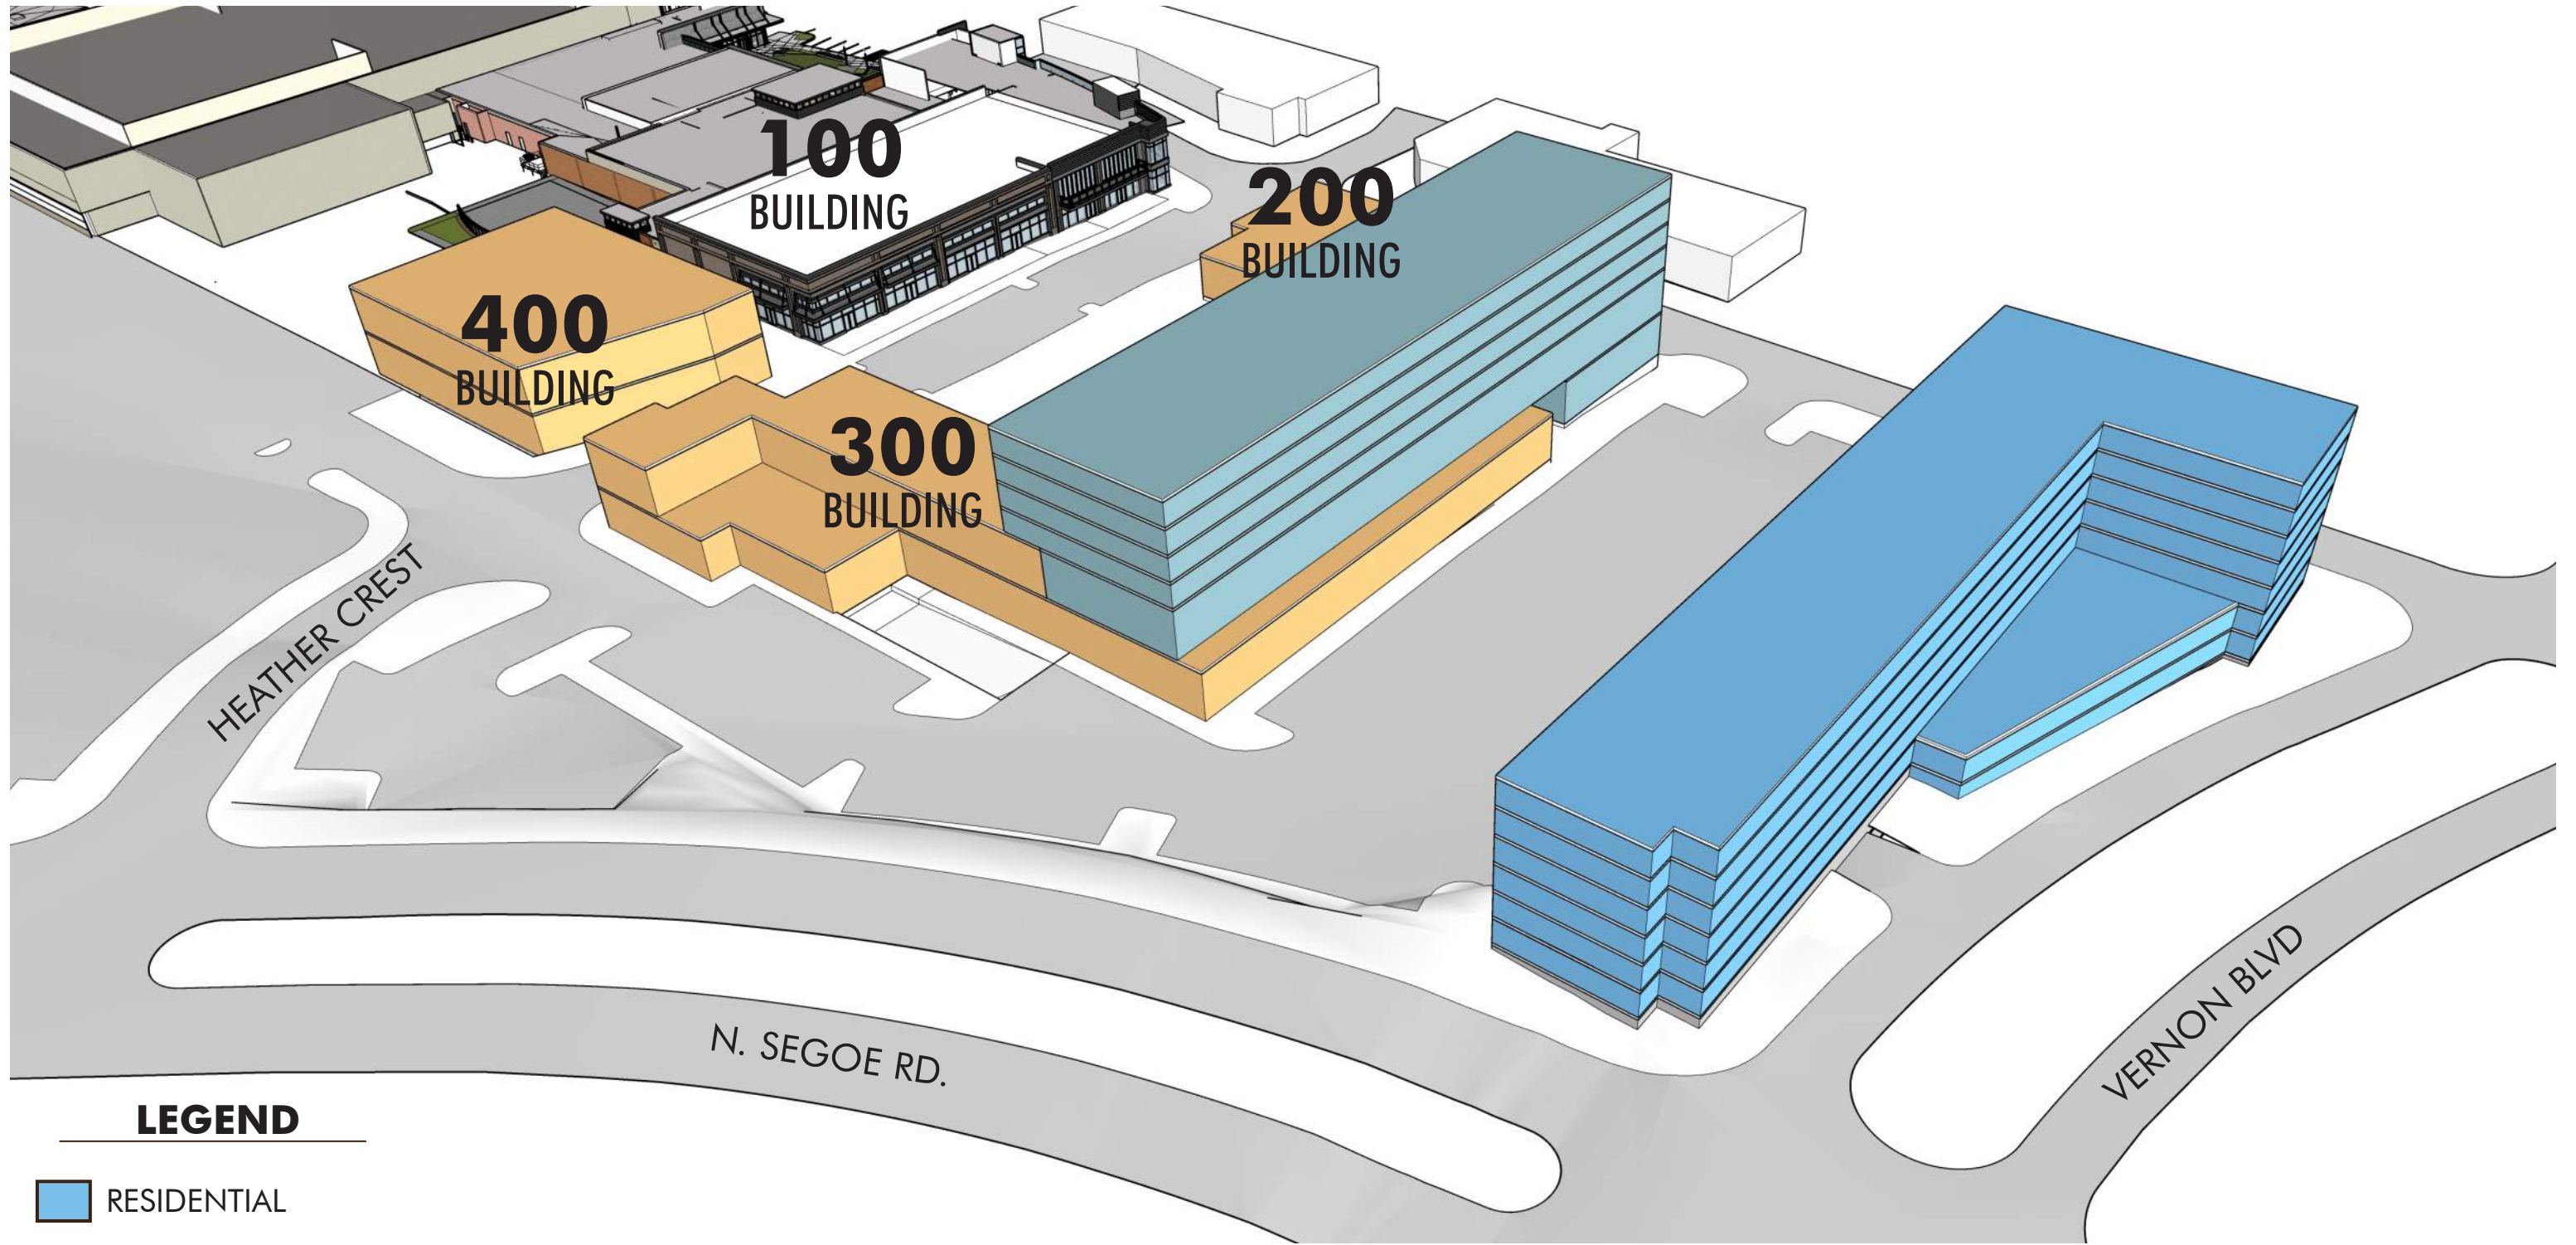 100
BUILDING
200
BUILDING
400
BUILDING
300
BUILDING
HEATHER CREST
N. SEGOE RD.
VERNON BLVD
LEGEND
RESIDENTIAL